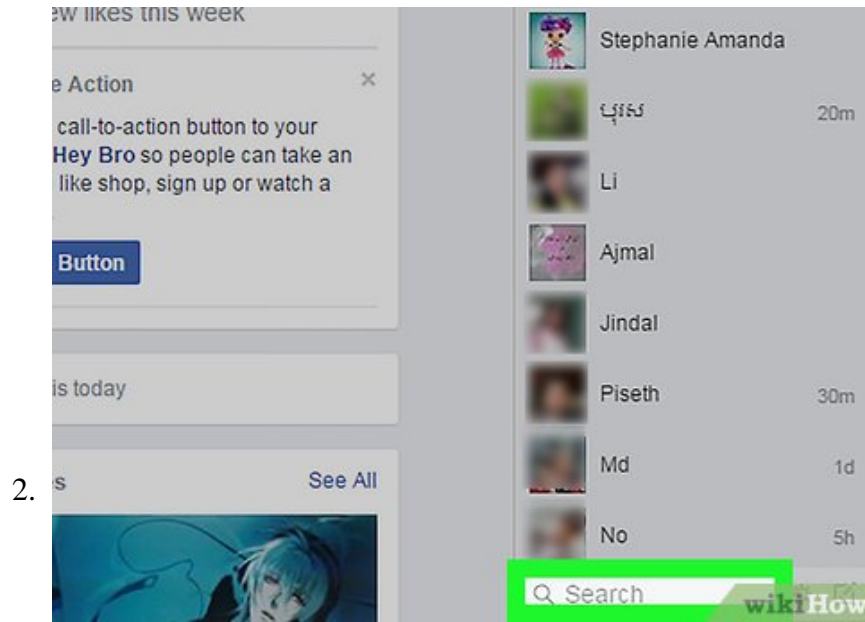 ew likes this week
e Action
call-to-action button to your
Hey Bro so people can take an
like shop, sign up or watch a
Button
is today
s
See All
2.
Stephanie Amanda
បុរស 20m
Li
Ajmal
Jindal
Piseth 30m
Md 1d
No 5h
Search
wikiHow